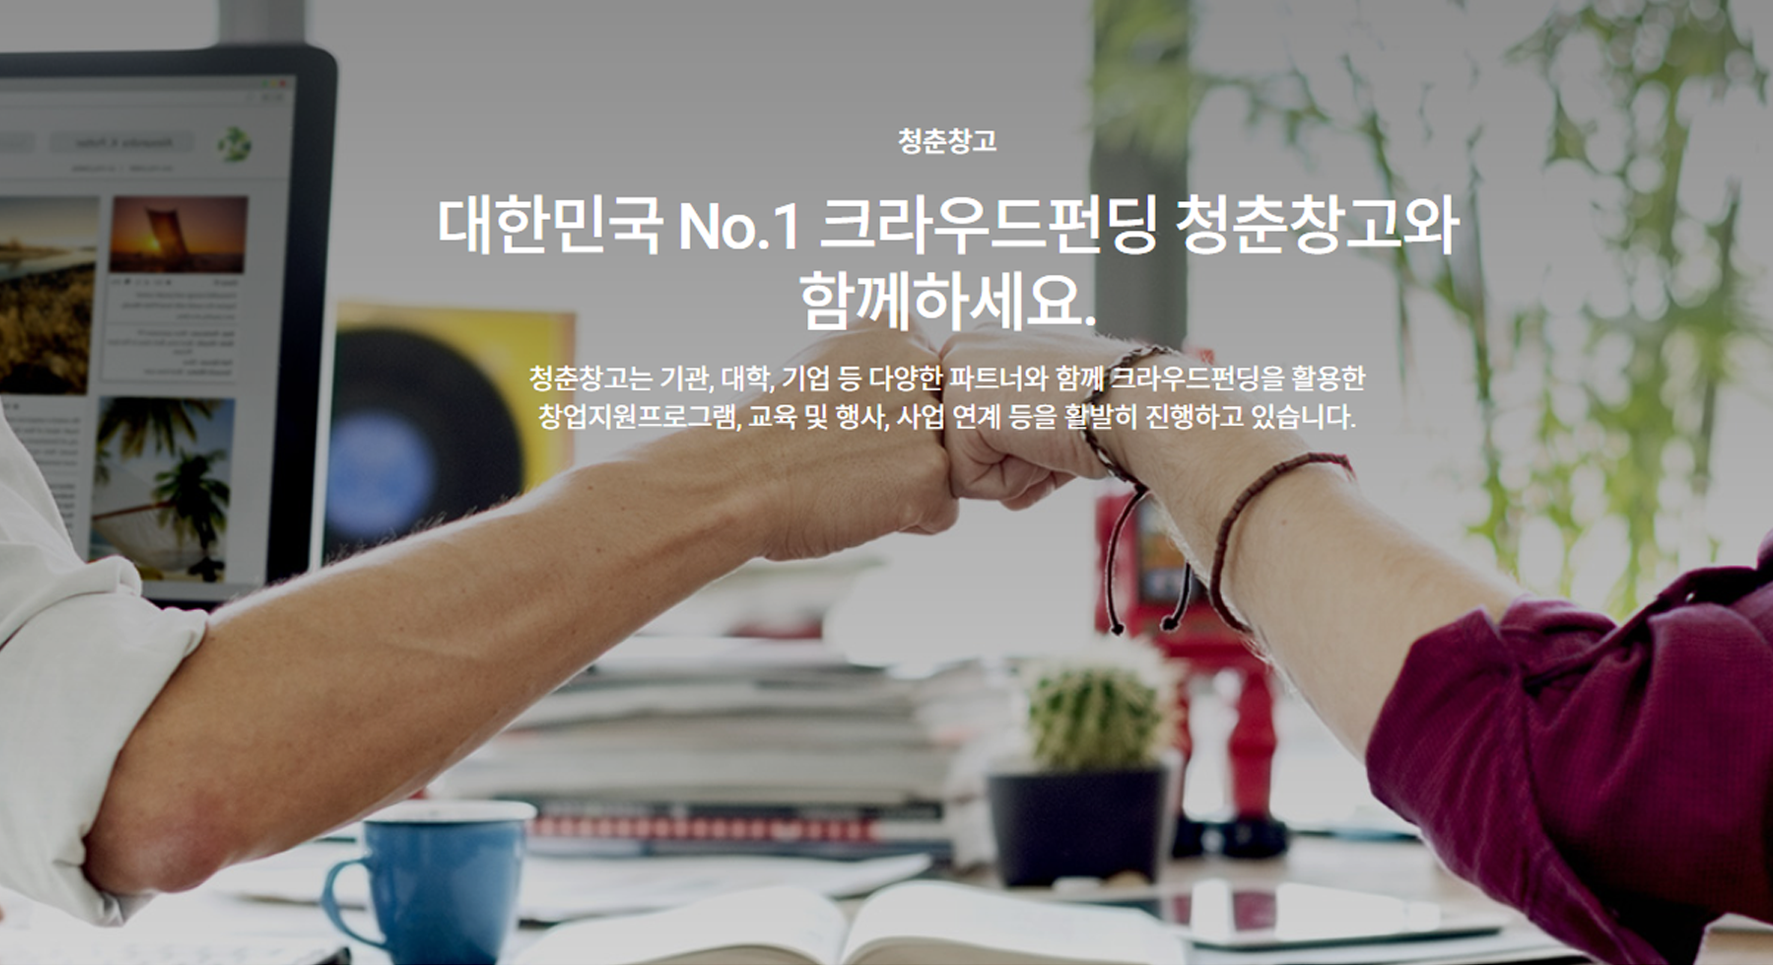 청춘창고
대한민국 No.1 크라우드펀딩 청춘창고와
함께하세요.
청춘창고는 기관, 대학, 기업 등 다양한 파트너와 함께 크라우드펀딩을 활용한
창업지원프로그램, 교육 및 행사, 사업 연계 등을 활발히 진행하고 있습니다.